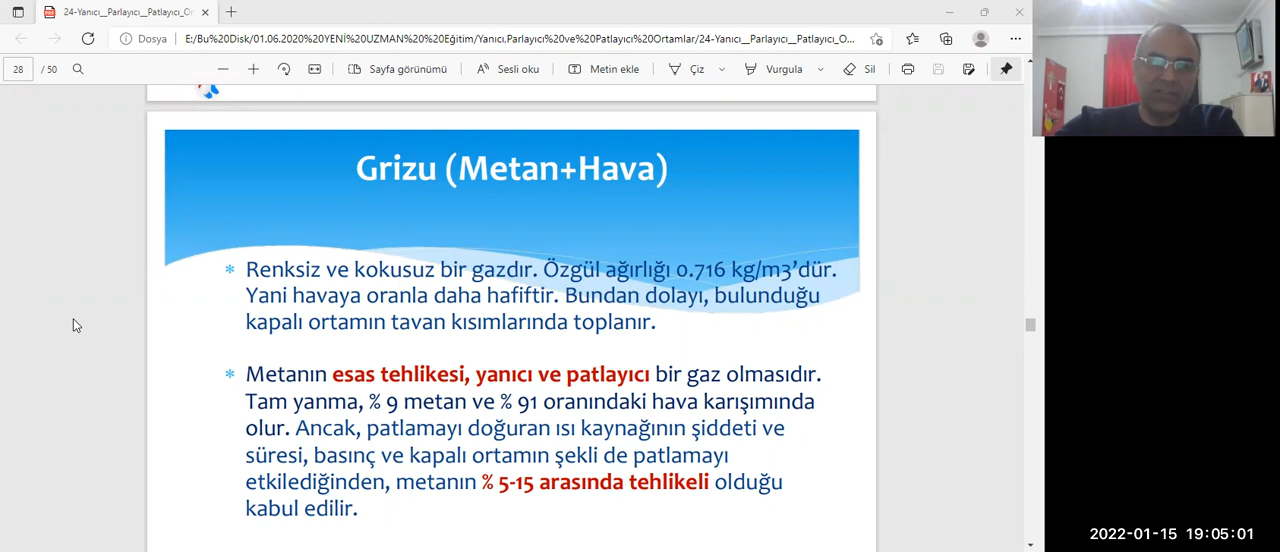 24-Yanıcı__Parlayıcı__Patlayıcı_Or
Dosya
E:/Bu%20Disk/01.06.2020%20YENİ%20UZMAN%20%20Eğitim/Yanıcı,Parlayıcı%20ve%20Patlayıcı%20Ortamlar/24-Yanıcı__Parlayıcı__Patlayıcı_O...
28 / 50
Sayfa görünümü
Sesli oku
Metin ekle
Çiz
Vurgula
Sil
Grizu (Metan+Hava)
* Renksiz ve kokusuz bir gazdır. Özgül ağırlığı 0.716 kg/m3’dür.
Yani havaya oranla daha hafiftir. Bundan dolayı, bulunduğu
kapalı ortamın tavan kısımlarında toplanır.
* Metanın esas tehlikesi, yanıcı ve patlayıcı bir gaz olmasıdır.
Tam yanma, % 9 metan ve % 91 oranındaki hava karışımında
olur. Ancak, patlamayı doğuran ısı kaynağının şiddeti ve
süresi, basınç ve kapalı ortamın şekli de patlamayı
etkilediğinden, metanın % 5-15 arasında tehlikeli olduğu
kabul edilir.
2022-01-15 19:05:01